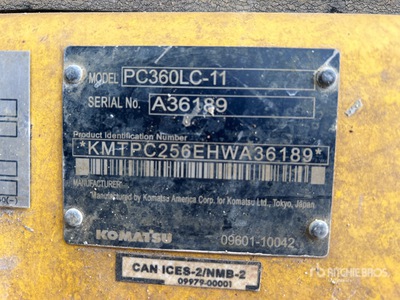 MODEL PC360LC-11
SERIAL No. A36189
Product Identification Number
*KMTPC256EHWA36189*
MANUFACTURER
Manufactured by Komatsu America Corp. for Komatsu Ltd., Tokyo, Japan
KOMATSU 09601-10042
CAN ICES-2/NMB-2
09979-00001
RITCHIE BROS